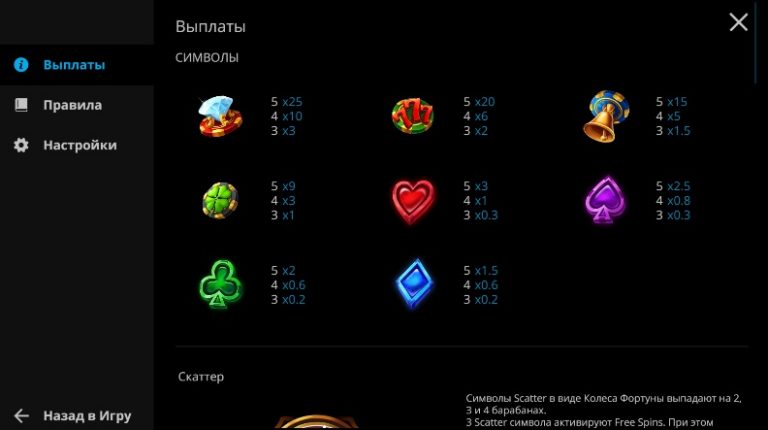 Выплаты
Правила
Настройки
Назад в Игру
Выплаты
СИМВОЛЫ
5 x25
4 x10
3 x3
777
5 x20
4 x6
3 x2
5 x15
4 x5
3 x1.5
5 x9
4 x3
3 x1
5 x3
4 x1
3 x0.3
5 x2.5
4 x0.8
3 x0.3
5 x2
4 x0.6
3 x0.2
5 x1.5
4 x0.6
3 x0.2
Скаттер
Символы Scatter в виде Колеса Фортуны выпадают на 2,
3 и 4 барабанах.
3 Scatter символа активируют Free Spins. При этом